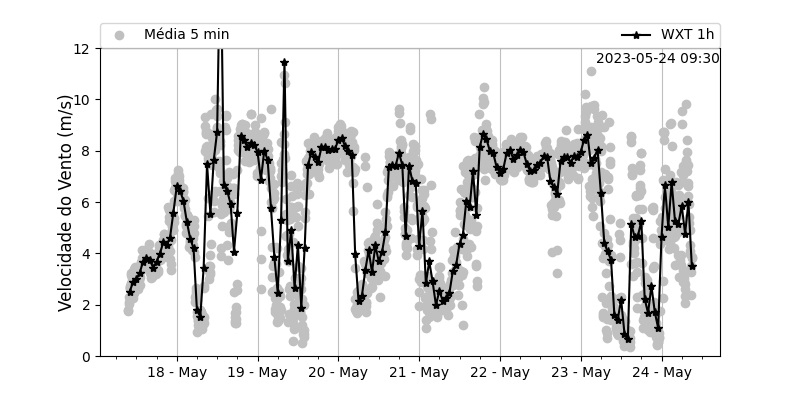 Média 5 min
WXT 1h
2023-05-24 09:30
Velocidade do Vento (m/s)
12
10
8
6
4
2
0
18 - May
19 - May
20 - May
21 - May
22 - May
23 - May
24 - May